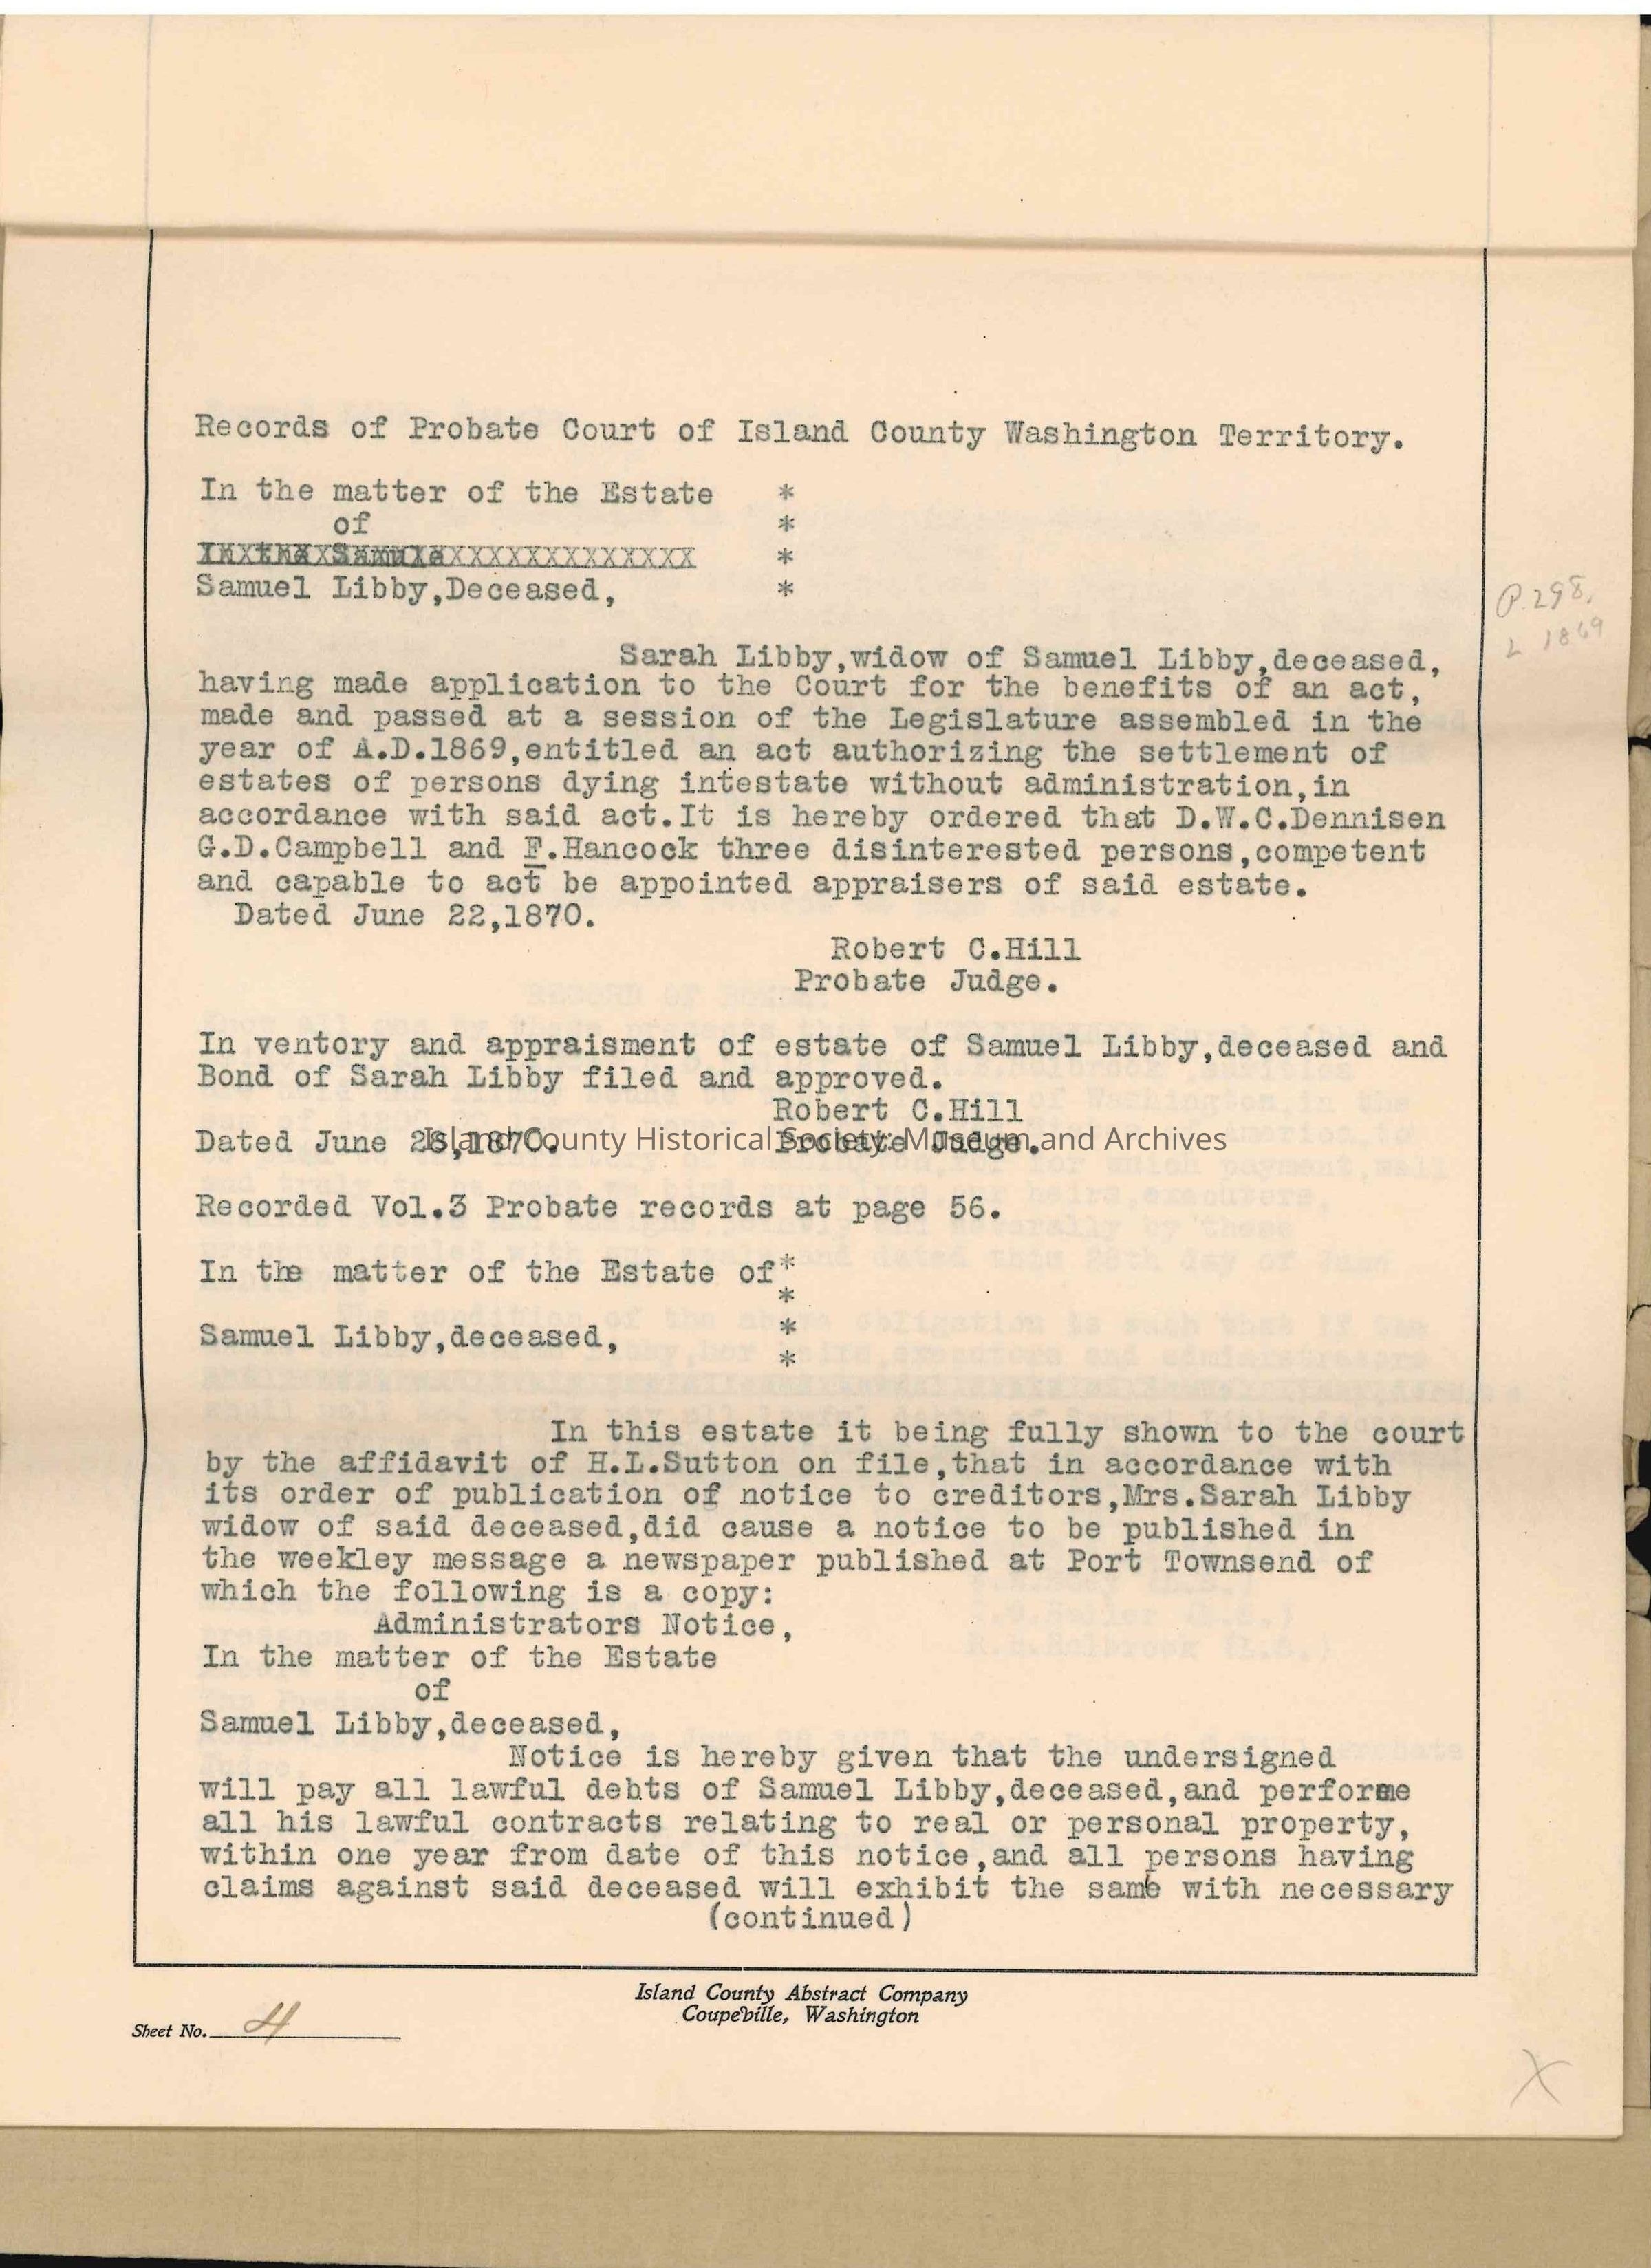 Records of Probate Court of Island County Washington Territory.
In the matter of the Estate *
of *
*
Samuel Libby,Deceased, *
P.298,
L 1869
Sarah Libby,widow of Samuel Libby,deceased,
having made application to the Court for the benefits of an act,
made and passed at a session of the Legislature assembled in the
year of A.D.1869,entitled an act authorizing the settlement of
estates of persons dying intestate without administration,in
accordance with said act.It is hereby ordered that D.W.C.Dennisen
G.D.Campbell and F.Hancock three disinterested persons,competent
and capable to act be appointed appraisers of said estate.
Dated June 22,1870.
Robert C.Hill
Probate Judge.
In ventory and appraisment of estate of Samuel Libby,deceased and
Bond of Sarah Libby filed and approved.
Robert C.Hill
Dated June 28,1870. Probate Judge.
Island County Historical Society: Museum and Archives
Recorded Vol.3 Probate records at page 56.
In the matter of the Estate of*
*
Samuel Libby,deceased, *
*
In this estate it being fully shown to the court
by the affidavit of H.L.Sutton on file,that in accordance with
its order of publication of notice to creditors,Mrs.Sarah Libby
widow of said deceased,did cause a notice to be published in
the weekley message a newspaper published at Port Townsend of
which the following is a copy:
Administrators Notice,
In the matter of the Estate
of
Samuel Libby,deceased,
Notice is hereby given that the undersigned
will pay all lawful debts of Samuel Libby,deceased,and performe
all his lawful contracts relating to real or personal property,
within one year from date of this notice,and all persons having
claims against said deceased will exhibit the same with necessary
(continued)
Island County Abstract Company
Coupeville, Washington
Sheet No. 4
X